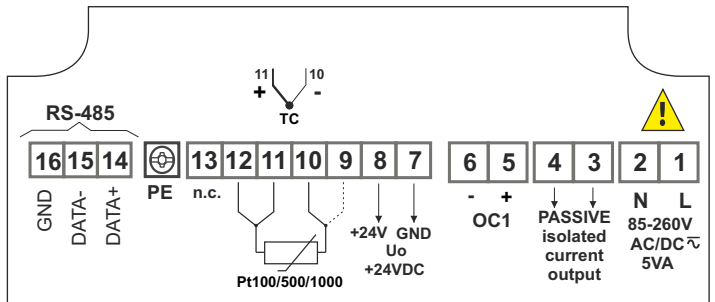 11 10
+ -
TC
RS-485
16 15 14 PE 13 12 11 10 9 8 7 6 5 4 3 2 1
GND DATA- DATA+
n.c.
+24V GND
Uo
+24VDC
Pt100/500/1000
- +
OC1
PASSIVE
isolated
current
output
!
N L
85-260V
AC/DC
5VA